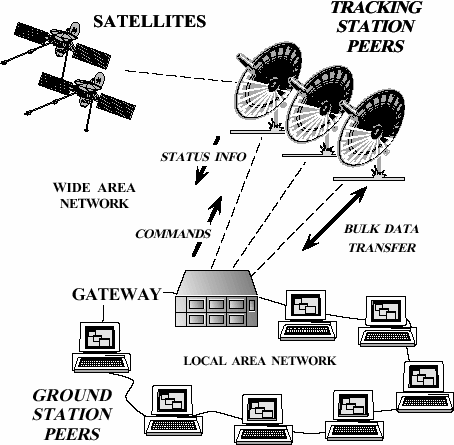 SATELLITES
TRACKING
STATION
PEERS
STATUS INFO
WIDE AREA
NETWORK
COMMANDS
BULK DATA
TRANSFER
GATEWAY
LOCAL AREA NETWORK
GROUND
STATION
PEERS